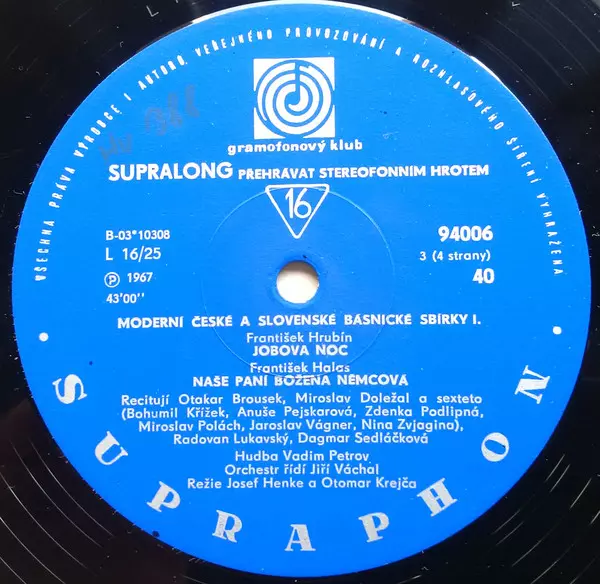 VŠECHNA PRÁVA VÝROBCE I AUTORŮ, VEŘEJNÉHO PROVOZOVÁNÍ A ROZHLASOVÉHO ŠÍŘENÍ VYHRAŽENA
gramofonový klub
SUPRALONG PŘEHRÁVAT STEREOFONNÍM HROTEM
16
B-03*10308
94006
L 16/25
3 (4 strany)
Ⓟ 1967
40
43'00''
MODERNÍ ČESKÉ A SLOVENSKÉ BÁSNICKÉ SBÍRKY I.
František Hrubín
JOBOVA NOC
František Halas
NAŠE PANÍ BOŽENA NĚMCOVÁ
Recitují Otakar Brousek, Miroslav Doležal a sexteto
(Bohumil Křížek, Anuše Pejskarová, Zdenka Podlipná,
Miroslav Polách, Jaroslav Vágner, Nina Zvjagina),
Radovan Lukavský, Dagmar Sedláčková
Hudba Vadim Petrov
Orchestr řídí Jiří Váchal
Režie Josef Henke a Otomar Krejča
SUPRAPHON